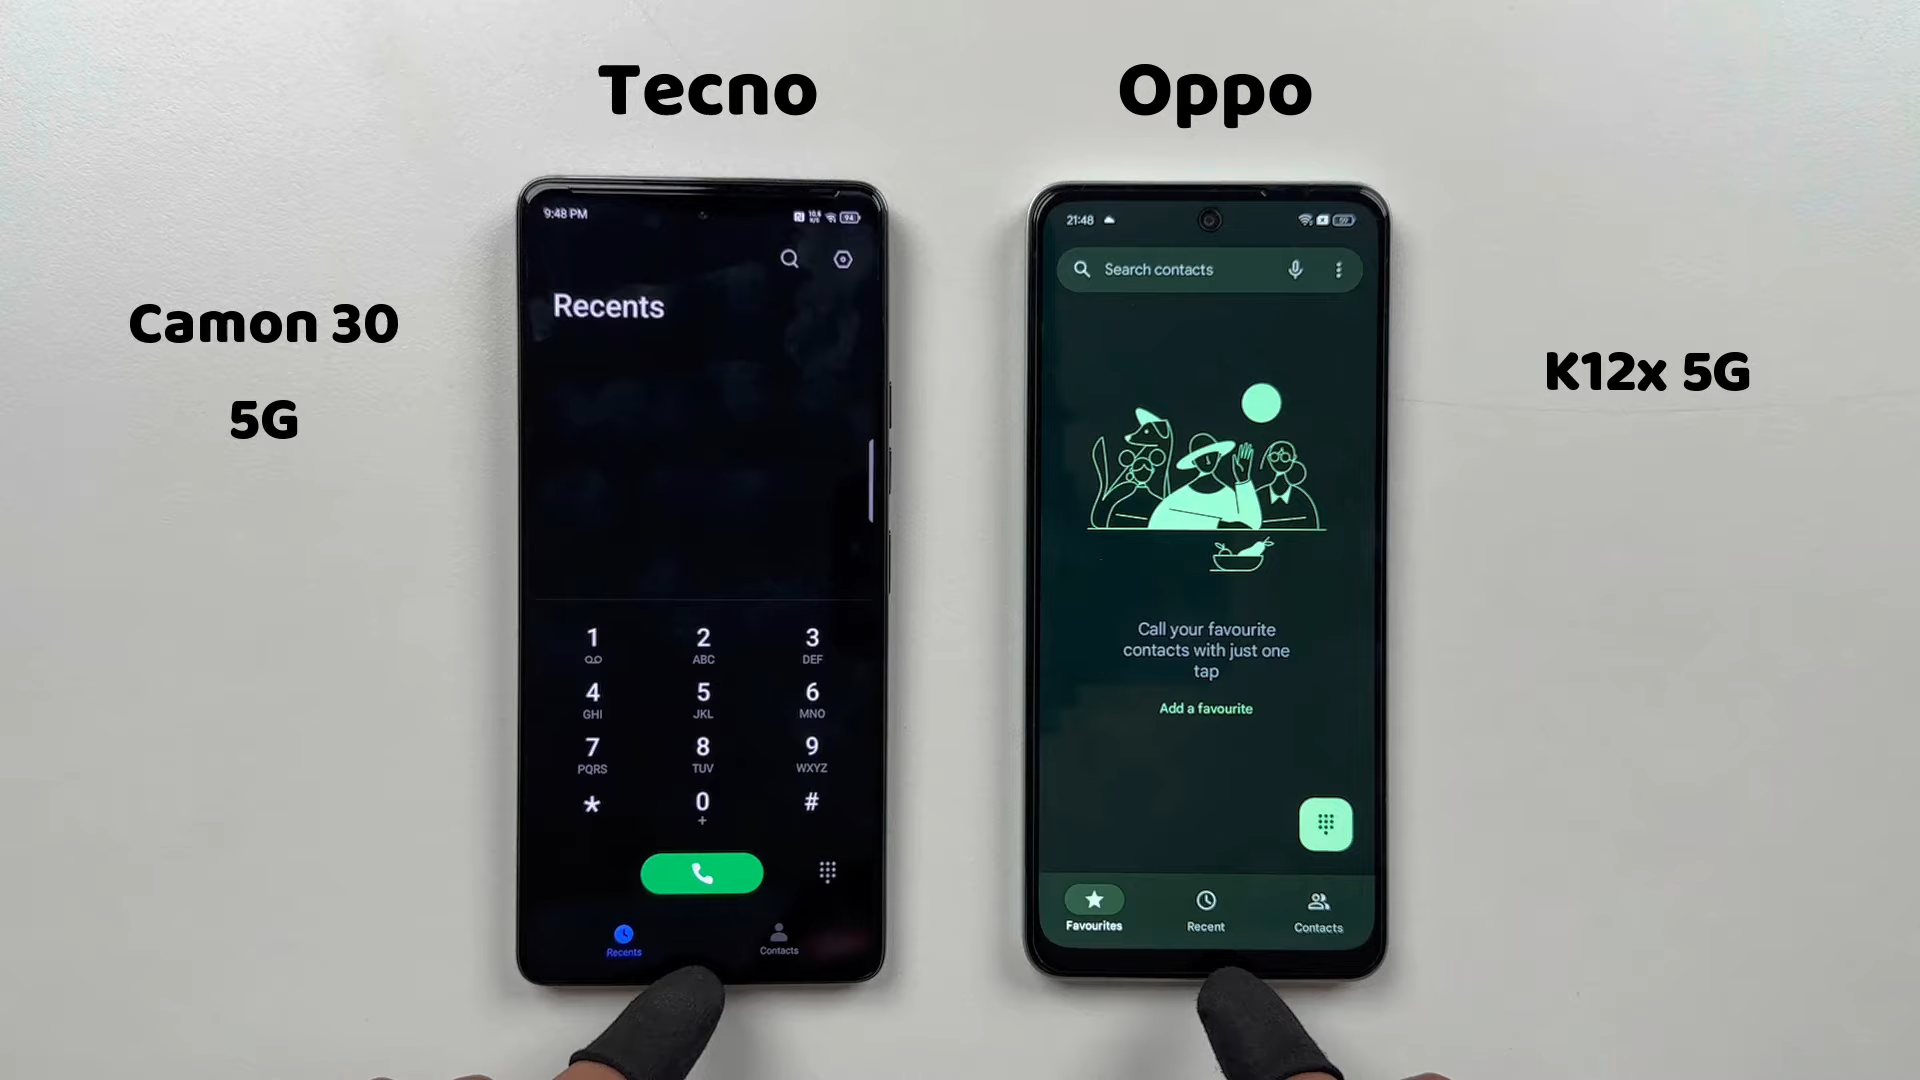 Tecno
Oppo
Camon 30
5G
K12x 5G
9:48 PM
94
Recents
1
2
ABC
3
DEF
4
GHI
5
JKL
6
MNO
7
PQRS
8
TUV
9
WXYZ
*
0
+
#
Recents
Contacts
21:48
Search contacts
Call your favourite
contacts with just one
tap
Add a favourite
Favourites
Recent
Contacts